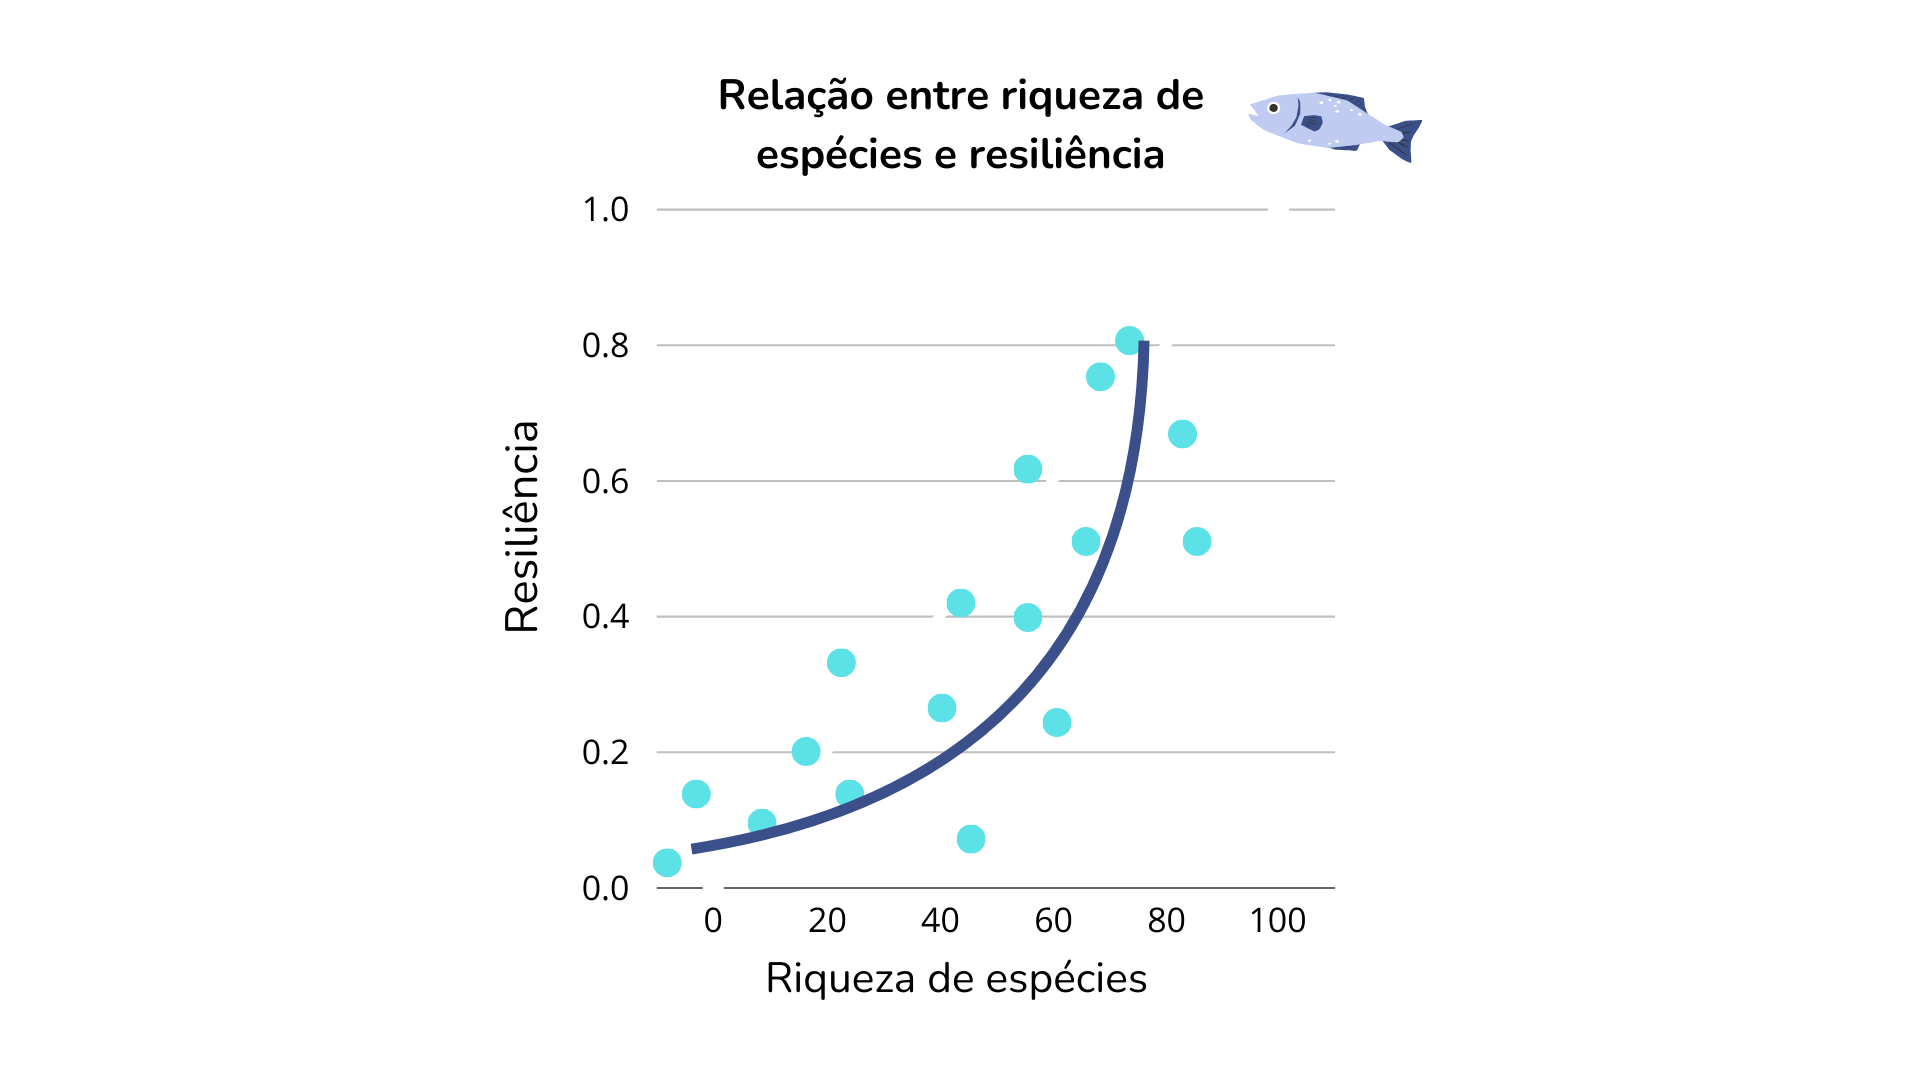 Relação entre riqueza de
espécies e resiliência
1.0
0.8
0.6
0.4
0.2
0.0
Resiliência
0 20 40 60 80 100
Riqueza de espécies